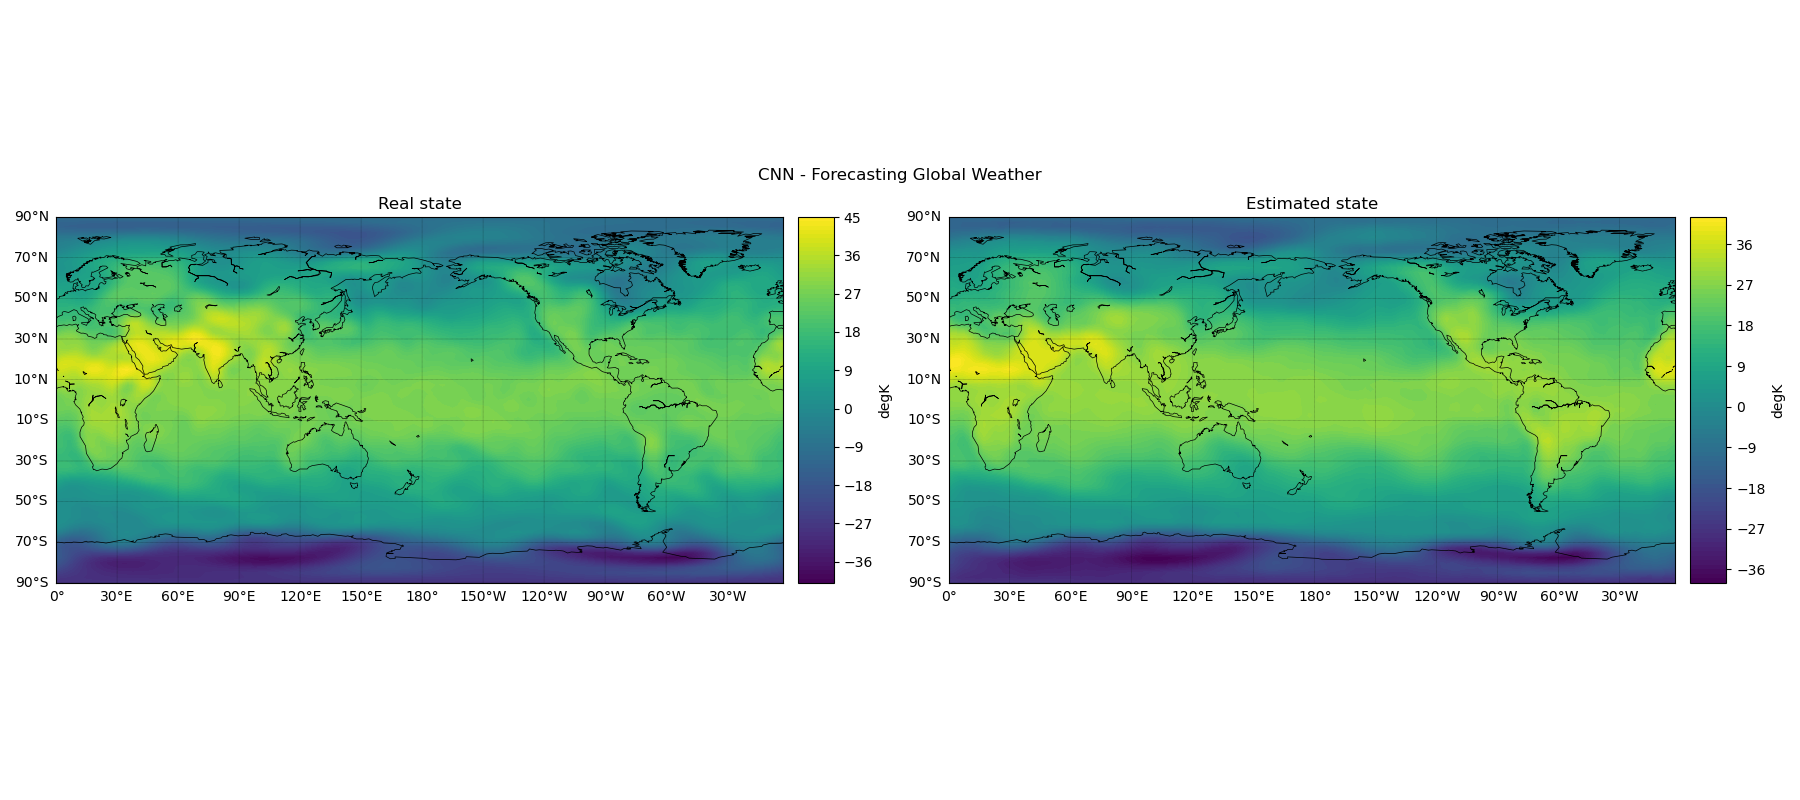 CNN - Forecasting Global Weather
Real state
90°N
70°N
50°N
30°N
10°N
10°S
30°S
50°S
70°S
90°S
0°
30°E
60°E
90°E
120°E
150°E
180°
150°W
120°W
90°W
60°W
30°W
45
36
27
18
9
0
−9
−18
−27
−36
degK
Estimated state
90°N
70°N
50°N
30°N
10°N
10°S
30°S
50°S
70°S
90°S
0°
30°E
60°E
90°E
120°E
150°E
180°
150°W
120°W
90°W
60°W
30°W
36
27
18
9
0
−9
−18
−27
−36
degK